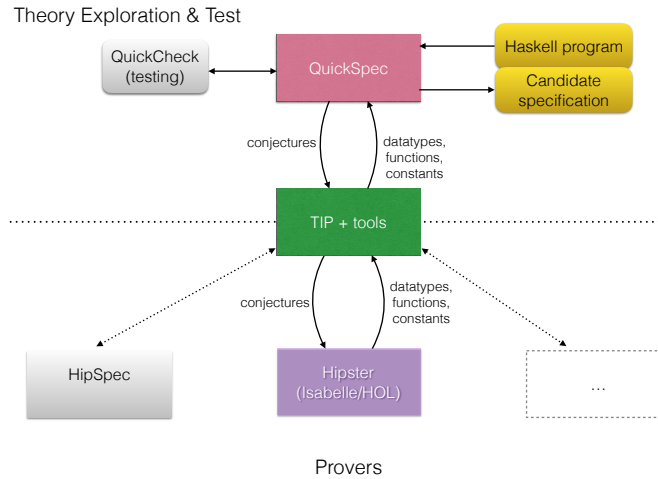 Theory Exploration & Test
QuickCheck
(testing)
QuickSpec
Haskell program
Candidate
specification
conjectures
datatypes,
functions,
constants
TIP + tools
conjectures
datatypes,
functions,
constants
HipSpec
Hipster
(Isabelle/HOL)
...
Provers